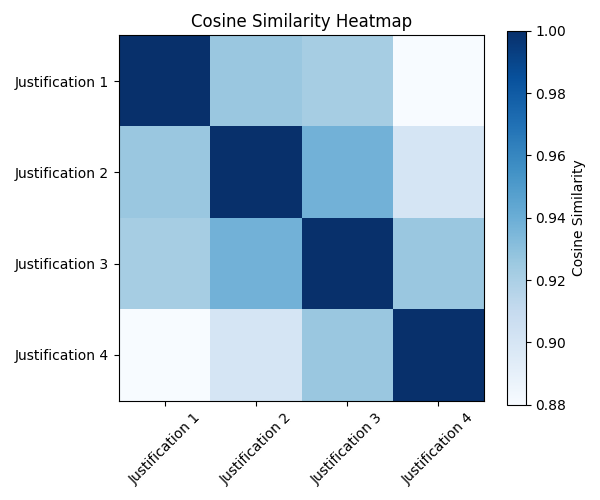 Cosine Similarity Heatmap
Justification 1
Justification 2
Justification 3
Justification 4
Justification 1
Justification 2
Justification 3
Justification 4
1.00
0.98
0.96
0.94
0.92
0.90
0.88
Cosine Similarity